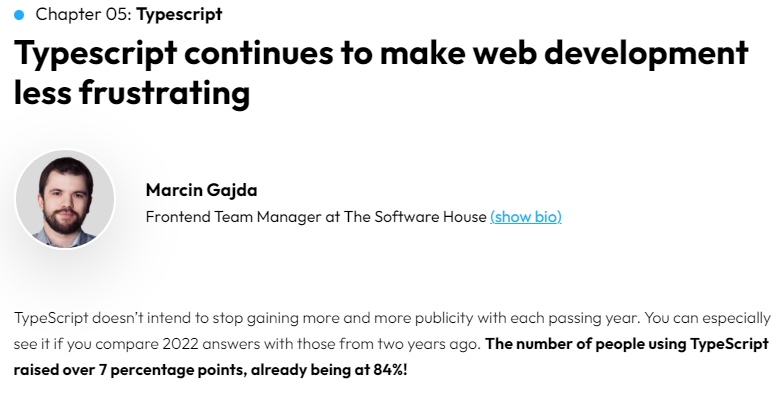 Chapter 05: Typescript
Typescript continues to make web development
less frustrating
Marcin Gajda
Frontend Team Manager at The Software House (show bio)
TypeScript doesn’t intend to stop gaining more and more publicity with each passing year. You can especially
see it if you compare 2022 answers with those from two years ago. The number of people using TypeScript
raised over 7 percentage points, already being at 84%!